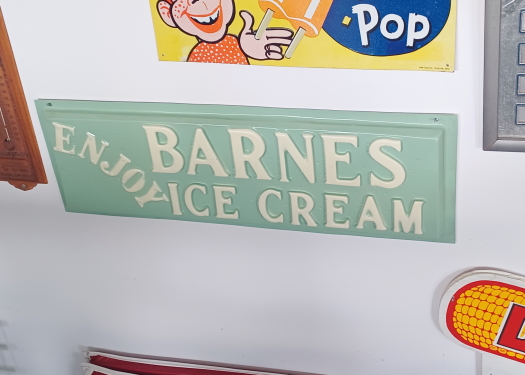 Pop
ENJOY
BARNES
ICE CREAM